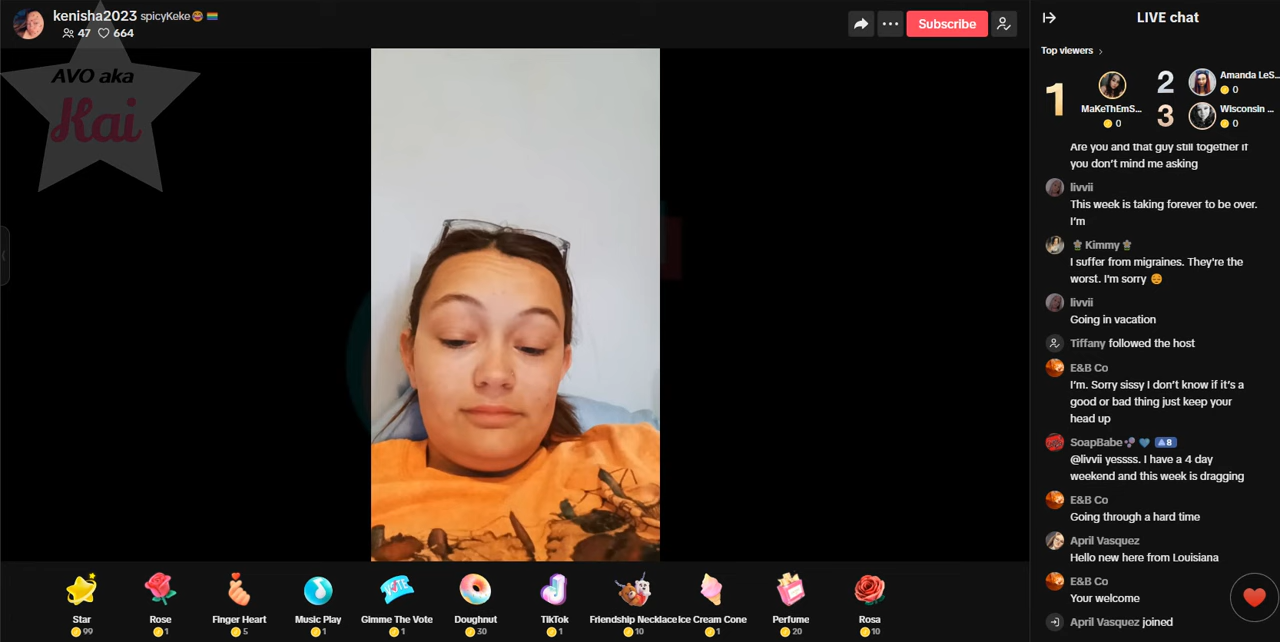 kenisha2023 spicyKeke
47 664
Subscribe
AVO aka
Kai
LIVE chat
Top viewers
1
MaKeThEmS...
0
2
Amanda LeS...
0
3
Wisconsin ...
0
Are you and that guy still together if
you don't mind me asking
livvii
This week is taking forever to be over.
I'm
Kimmy
I suffer from migraines. They're the
worst. I'm sorry
livvii
Going in vacation
Tiffany followed the host
E&B Co
I'm. Sorry sissy I don't know if it's a
good or bad thing just keep your
head up
SoapBabe 8
@livvii yessss. I have a 4 day
weekend and this week is dragging
E&B Co
Going through a hard time
April Vasquez
Hello new here from Louisiana
E&B Co
Your welcome
April Vasquez joined
VOTE
Star
99
Rose
1
Finger Heart
5
Music Play
1
Gimme The Vote
1
Doughnut
30
TikTok
1
Friendship Necklace
10
Ice Cream Cone
1
Perfume
20
Rosa
10